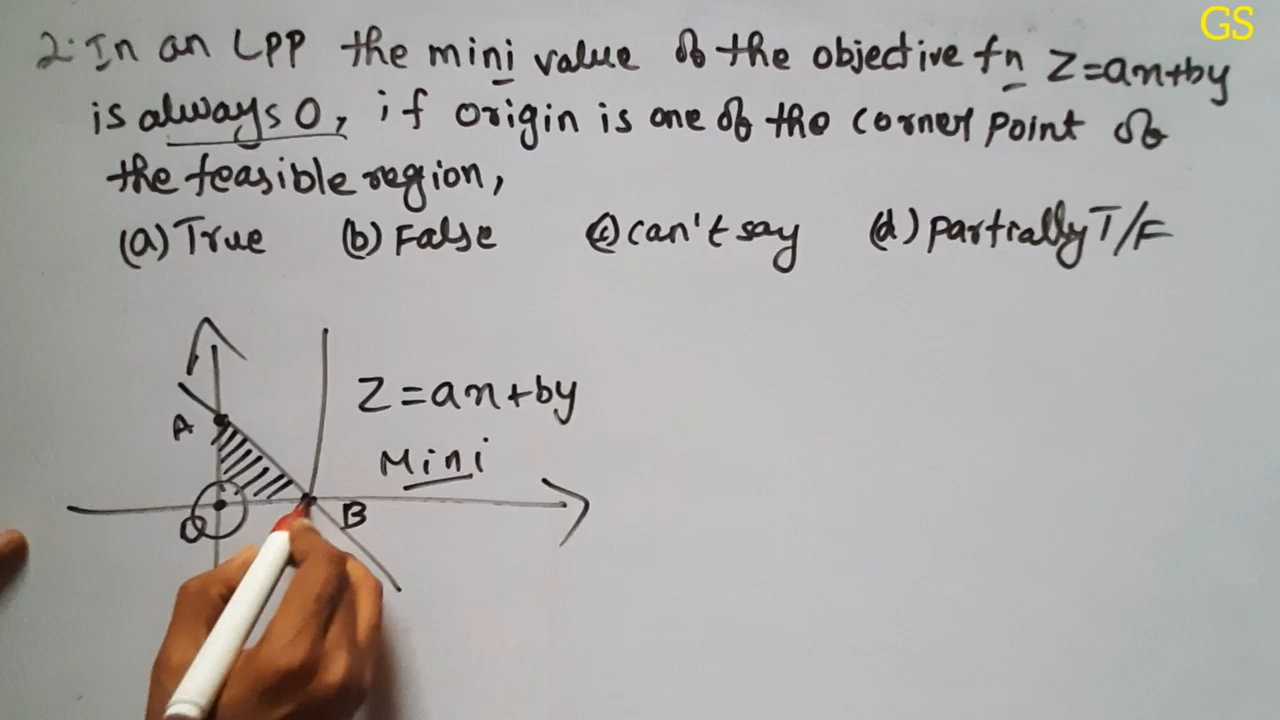 GS
2. In an LPP the mini value of the objective fn Z=ax+by
is always 0, if origin is one of the corner point of
the feasible region,
(a) True (b) False (c) can't say (d) Partially T/F
Z=ax+by
A
Mini
O
B